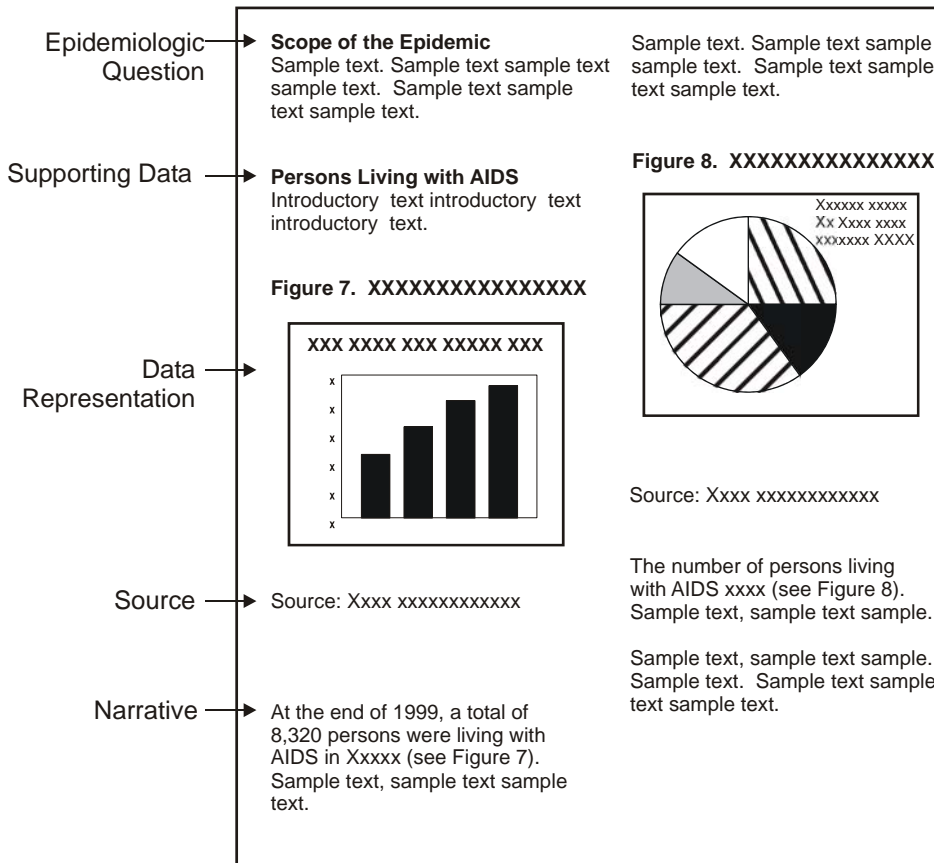 Epidemiologic
Question
Supporting Data
Data
Representation
Source
Narrative
Scope of the Epidemic
Sample text. Sample text sample text
sample text. Sample text sample
text sample text.
Persons Living with AIDS
Introductory text introductory text
introductory text.
Figure 7. XXXXXXXXXXXXXXXX
XXX XXXX XXX XXXXX XXX
x
x
x
x
x
x
Source: Xxxx xxxxxxxxxxxx
At the end of 1999, a total of
8,320 persons were living with
AIDS in Xxxxx (see Figure 7).
Sample text, sample text sample
text.
Sample text. Sample text sample
sample text. Sample text sample
text sample text.
Figure 8. XXXXXXXXXXXXXXX
Xxxxxx xxxxx
Xx Xxxx xxxx
xxxxxxx XXXX
Source: Xxxx xxxxxxxxxxxx
The number of persons living
with AIDS xxxx (see Figure 8).
Sample text, sample text sample.
Sample text, sample text sample.
Sample text. Sample text sample
text sample text.